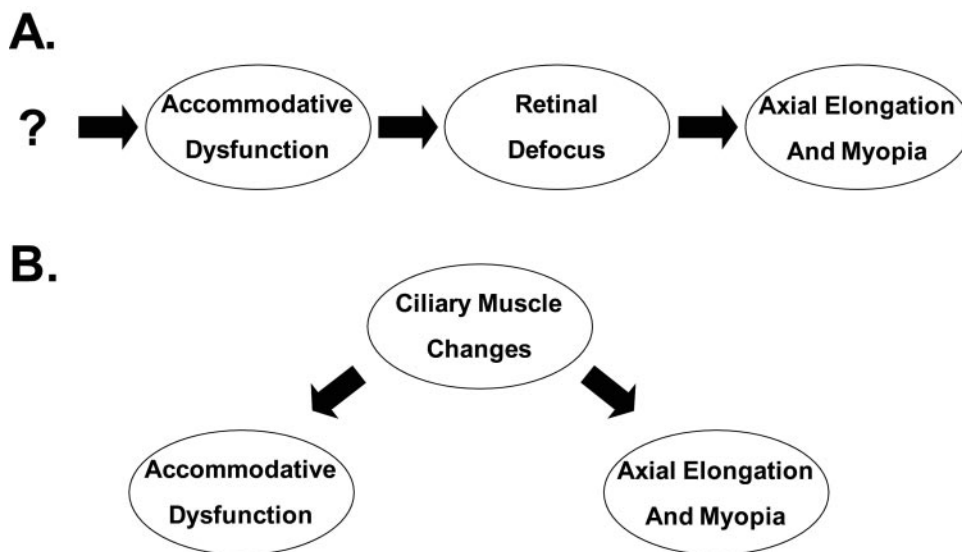 A.
?
Accommodative
Dysfunction
Retinal
Defocus
Axial Elongation
And Myopia
B.
Ciliary Muscle
Changes
Accommodative
Dysfunction
Axial Elongation
And Myopia